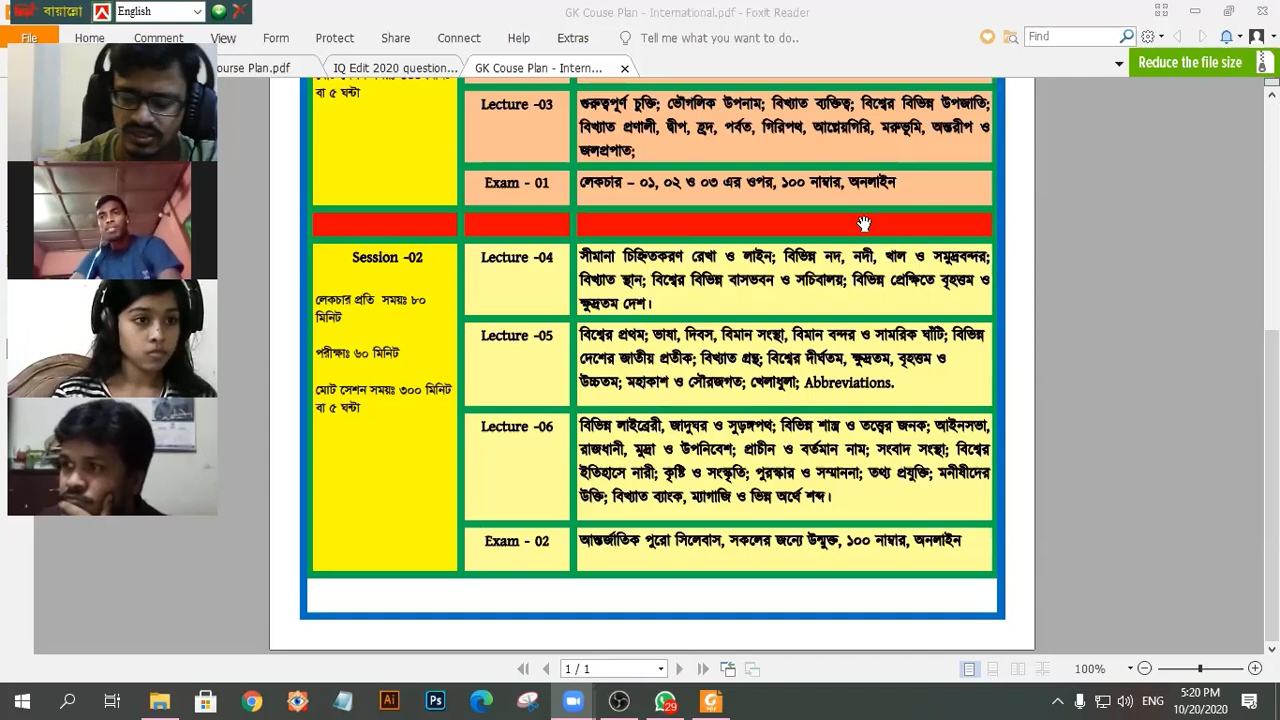 বায়ান্নো English
GK Couse Plan - International.pdf - Foxit Reader
File Home Comment View Form Protect Share Connect Help Extras Tell me what you want to do.. Find
ourse Plan.pdf IQ Edit 2020 question... GK Couse Plan - Intern... Reduce the file size
বা ৫ ঘন্টা
Lecture -03
গুরুত্বপূর্ণ চুক্তি; ভৌগলিক উপনাম; বিখ্যাত ব্যক্তিত্ব; বিশ্বের বিভিন্ন উপজাতি;
বিখ্যাত প্রণালী, দ্বীপ, হ্রদ, পর্বত, গিরিপথ, আগ্নেয়গিরি, মরুভূমি, অন্তরীপ ও
জলপ্রপাত;
Exam - 01
লেকচার – ০১, ০২ ও ০৩ এর ওপর, ১০০ নাম্বার, অনলাইন
Session -02
লেকচার প্রতি সময়ঃ ৮০
মিনিট
পরীক্ষাঃ ৬০ মিনিট
মোট সেশন সময়ঃ ৩০০ মিনিট
বা ৫ ঘন্টা
Lecture -04
সীমানা চিহ্নিতকরণ রেখা ও লাইন; বিভিন্ন নদ, নদী, খাল ও সমুদ্রবন্দর;
বিখ্যাত স্থান; বিশ্বের বিভিন্ন বাসভবন ও সচিবালয়; বিভিন্ন প্রেক্ষিতে বৃহত্তম ও
ক্ষুদ্রতম দেশ।
Lecture -05
বিশ্বের প্রথম; ভাষা, দিবস, বিমান সংস্থা, বিমান বন্দর ও সামরিক ঘাঁটি; বিভিন্ন
দেশের জাতীয় প্রতীক; বিখ্যাত গ্রন্থ; বিশ্বের দীর্ঘতম, ক্ষুদ্রতম, বৃহত্তম ও
উচ্চতম; মহাকাশ ও সৌরজগত; খেলাধুলা; Abbreviations.
Lecture -06
বিভিন্ন লাইব্রেরী, জাদুঘর ও সুড়ঙ্গপথ; বিভিন্ন শাস্ত্র ও তত্ত্বের জনক; আইনসভা,
রাজধানী, মুদ্রা ও উপনিবেশ; প্রাচীন ও বর্তমান নাম; সংবাদ সংস্থা; বিশ্বের
ইতিহাসে নারী; কৃষ্টি ও সংস্কৃতি; পুরস্কার ও সম্মাননা; তথ্য প্রযুক্তি; মনীষীদের
উক্তি; বিখ্যাত ব্যাংক, ম্যাগাজি ও ভিন্ন অর্থে শব্দ।
Exam - 02
আন্তর্জাতিক পুরো সিলেবাস, সকলের জন্যে উন্মুক্ত, ১০০ নাম্বার, অনলাইন
1 / 1 100%
Ai Ps 29 ENG 5:20 PM
10/20/2020